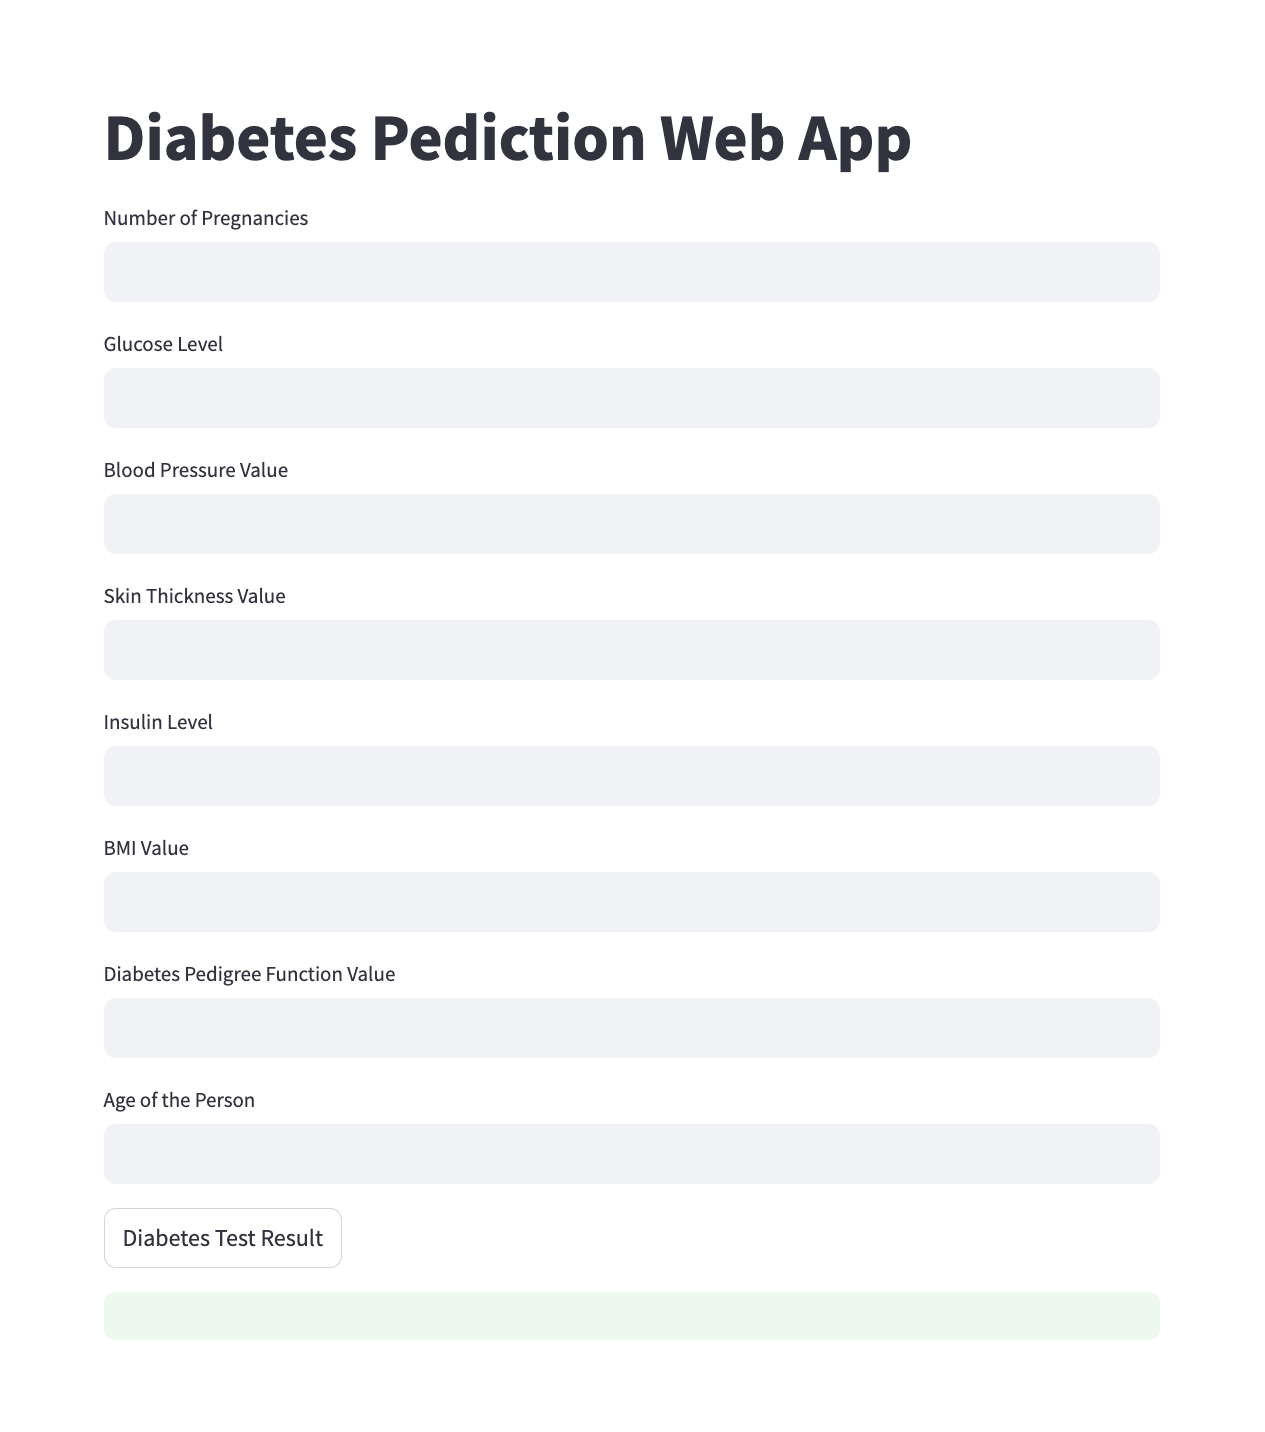 Diabetes Pediction Web App
Number of Pregnancies
Glucose Level
Blood Pressure Value
Skin Thickness Value
Insulin Level
BMI Value
Diabetes Pedigree Function Value
Age of the Person
Diabetes Test Result